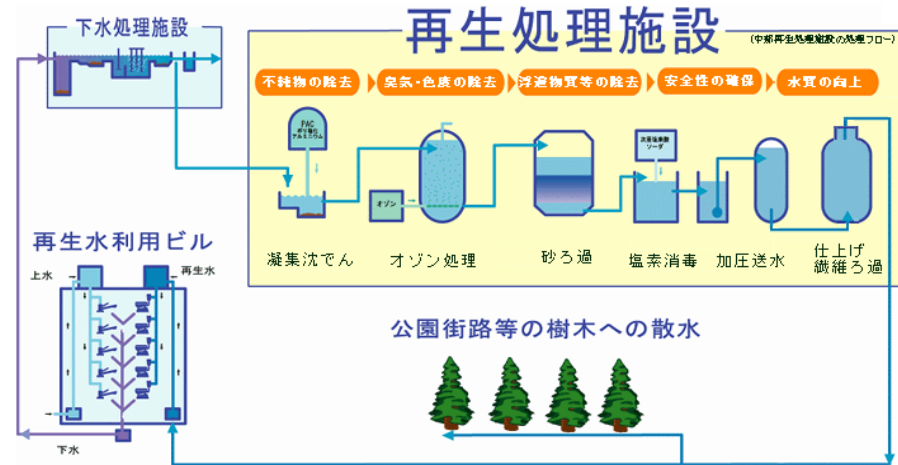 下水処理施設
再生処理施設
(中部再生処理施設の処理フロー)
不純物の除去
臭気・色度の除去
浮遊物質等の除去
安全性の確保
水質の向上
PAC
ポリ塩化
アルミニウム
オゾン
次亜塩素酸
ソーダ
凝集沈でん
オゾン処理
砂ろ過
塩素消毒
加圧送水
仕上げ
繊維ろ過
再生水利用ビル
上水
再生水
下水
公園街路等の樹木への散水